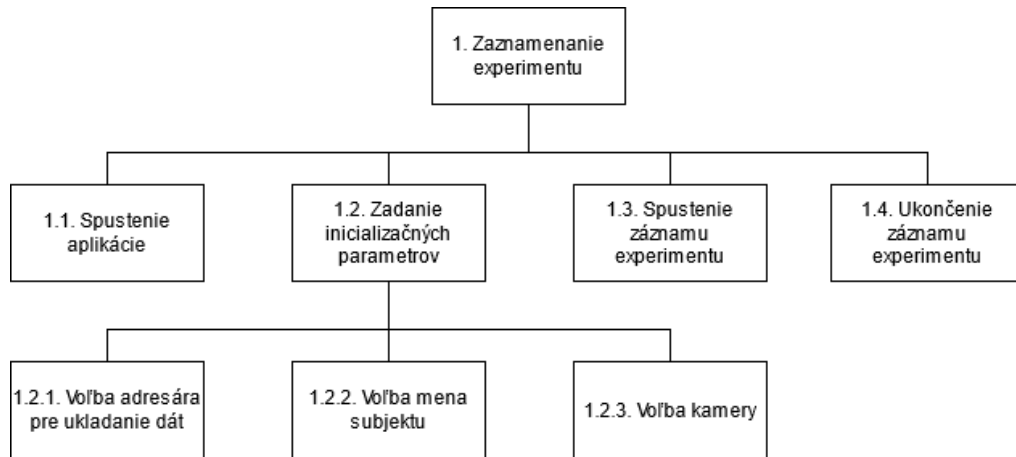 1. Zaznamenanie
experimentu
1.1. Spustenie
aplikácie
1.2. Zadanie
inicializačných
parametrov
1.3. Spustenie
záznamu
experimentu
1.4. Ukončenie
záznamu
experimentu
1.2.1. Voľba adresára
pre ukladanie dát
1.2.2. Voľba mena
subjektu
1.2.3. Voľba kamery